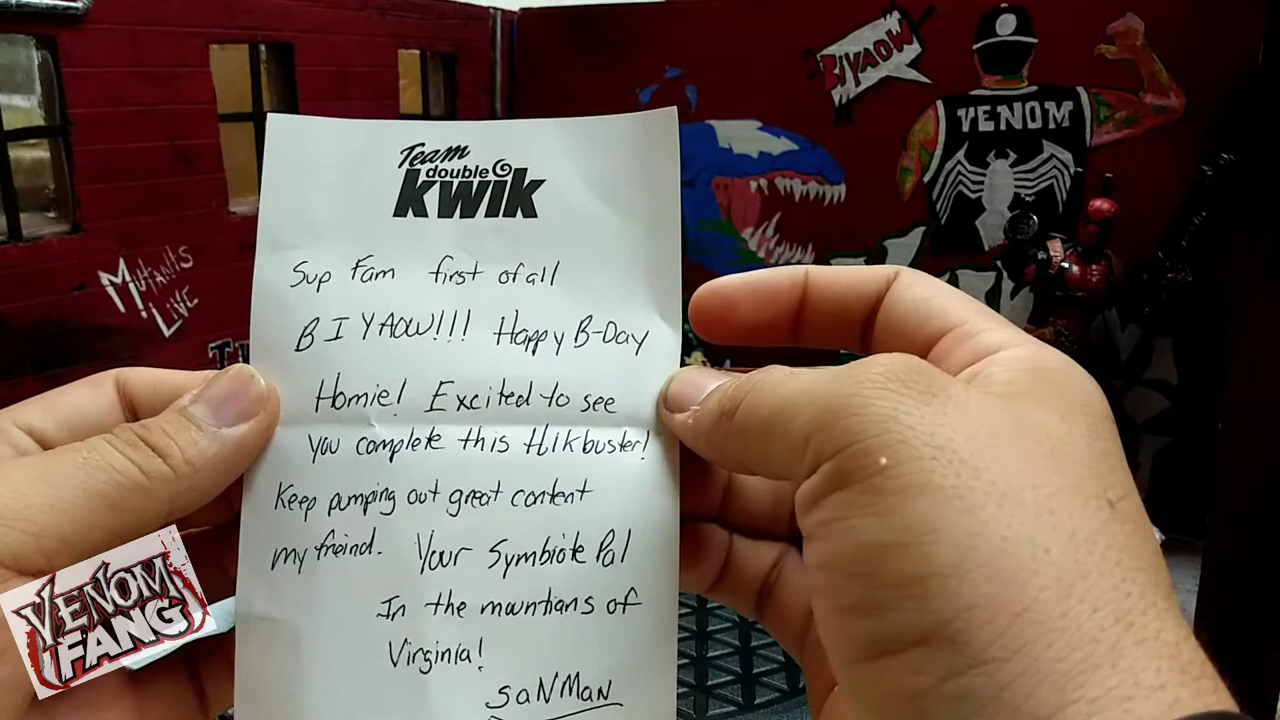 Team
double
kwik
Sup Fam first of all
BIYAOW!!! Happy B-Day
Homie! Excited to see
you complete this Hlkbuster!
Keep pumping out great content
my freind. Your Symbiote Pal
In the mountians of
Virginia!
SaNMaN
BIYAOW
VENOM
MUTANTS
LIVE
VENOM
FANG